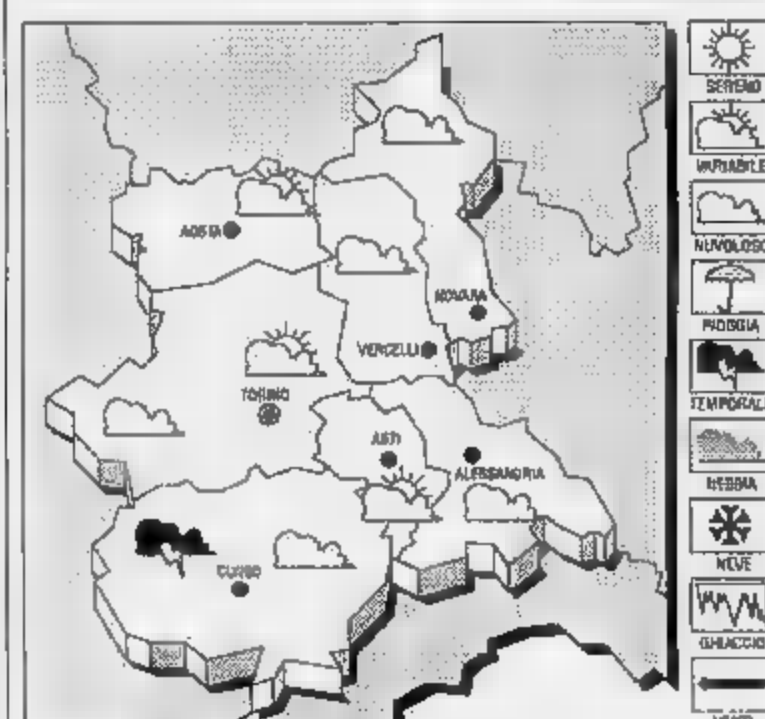 SERENO
VARIABILE
NUVOLOSO
PIOGGIA
TEMPORALE
NEBBIA
NEVE
GHIACCIO
AOSTA
NOVARA
VERCELLI
TORINO
ASTI
ALESSANDRIA
CUNEO